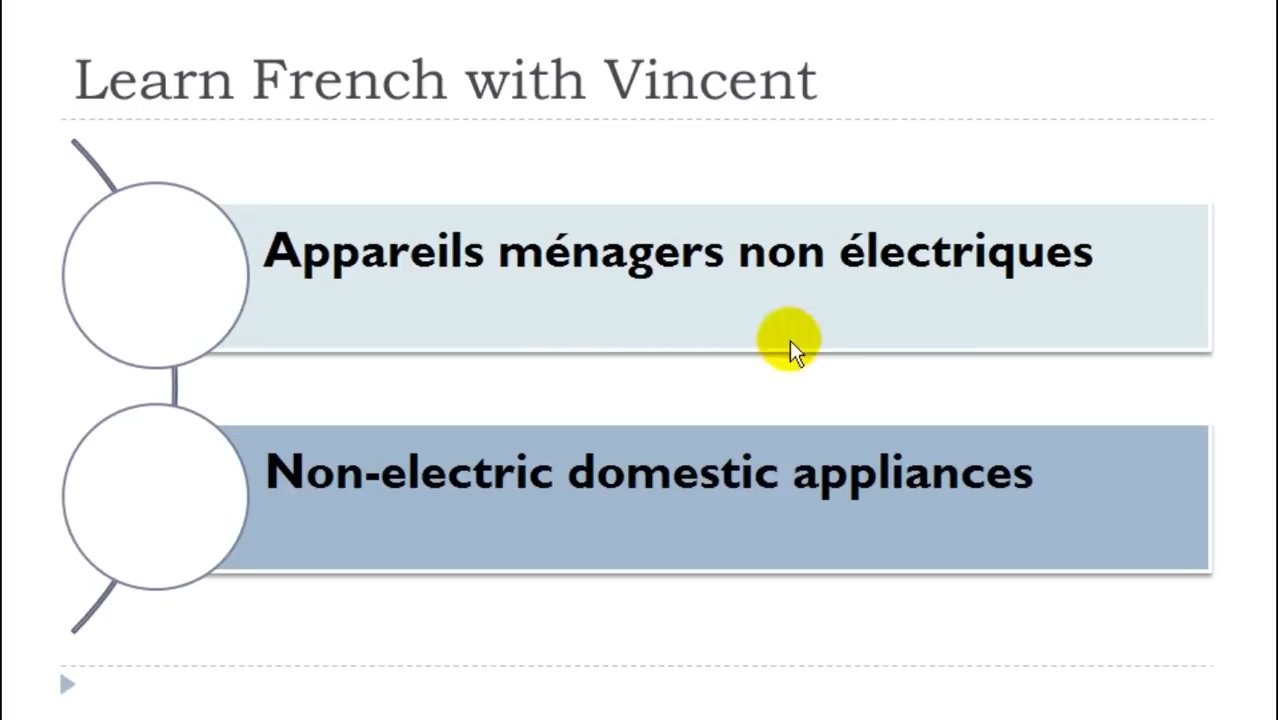 Learn French with Vincent
Appareils ménagers non électriques
Non-electric domestic appliances